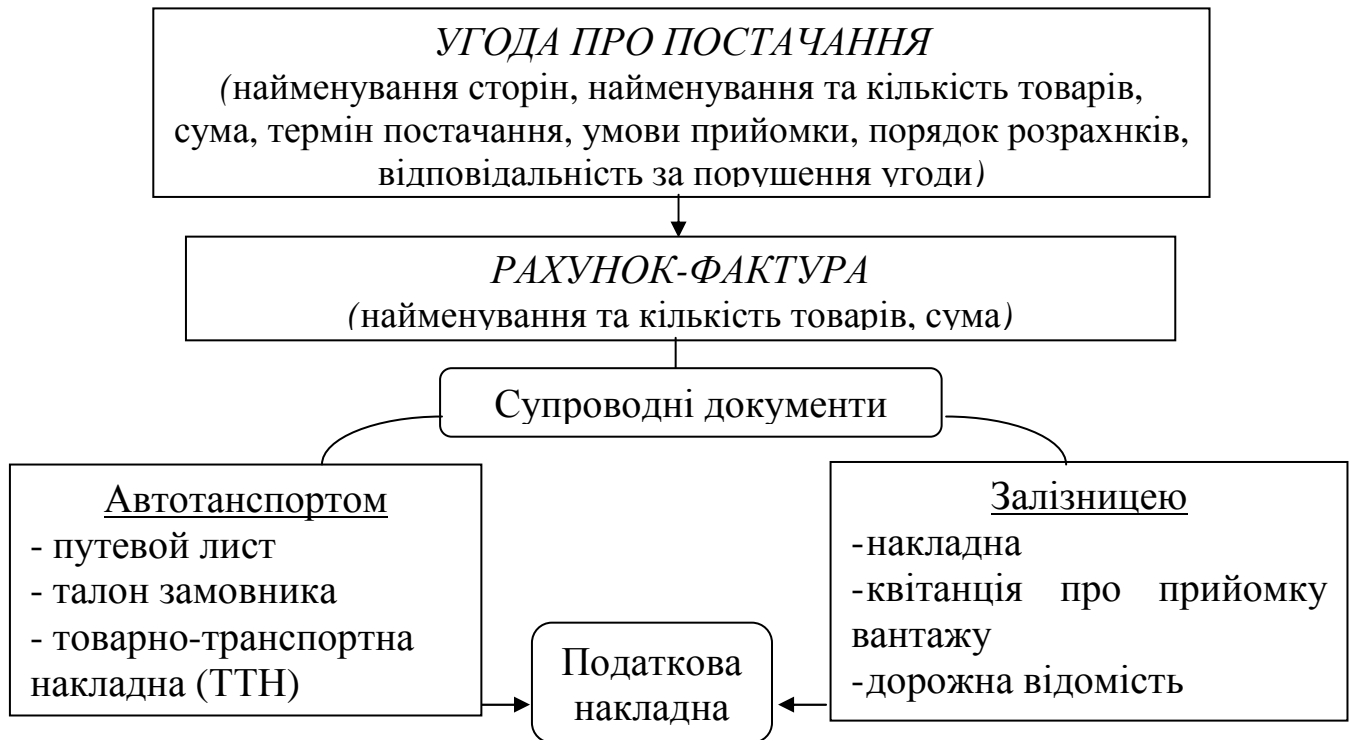 УГОДА ПРО ПОСТАЧАННЯ
(найменування сторін, найменування та кількість товарів,
сума, термін постачання, умови прийомки, порядок розрахнків,
відповідальність за порушення угоди)
РАХУНОК-ФАКТУРА
(найменування та кількість товарів, сума)
Супроводні документи
Автотанспортом
- путевой лист
- талон замовника
- товарно-транспортна
накладна (ТТН)
Залізницею
-накладна
-квітанція про прийомку
вантажу
-дорожна відомість
Податкова
накладна